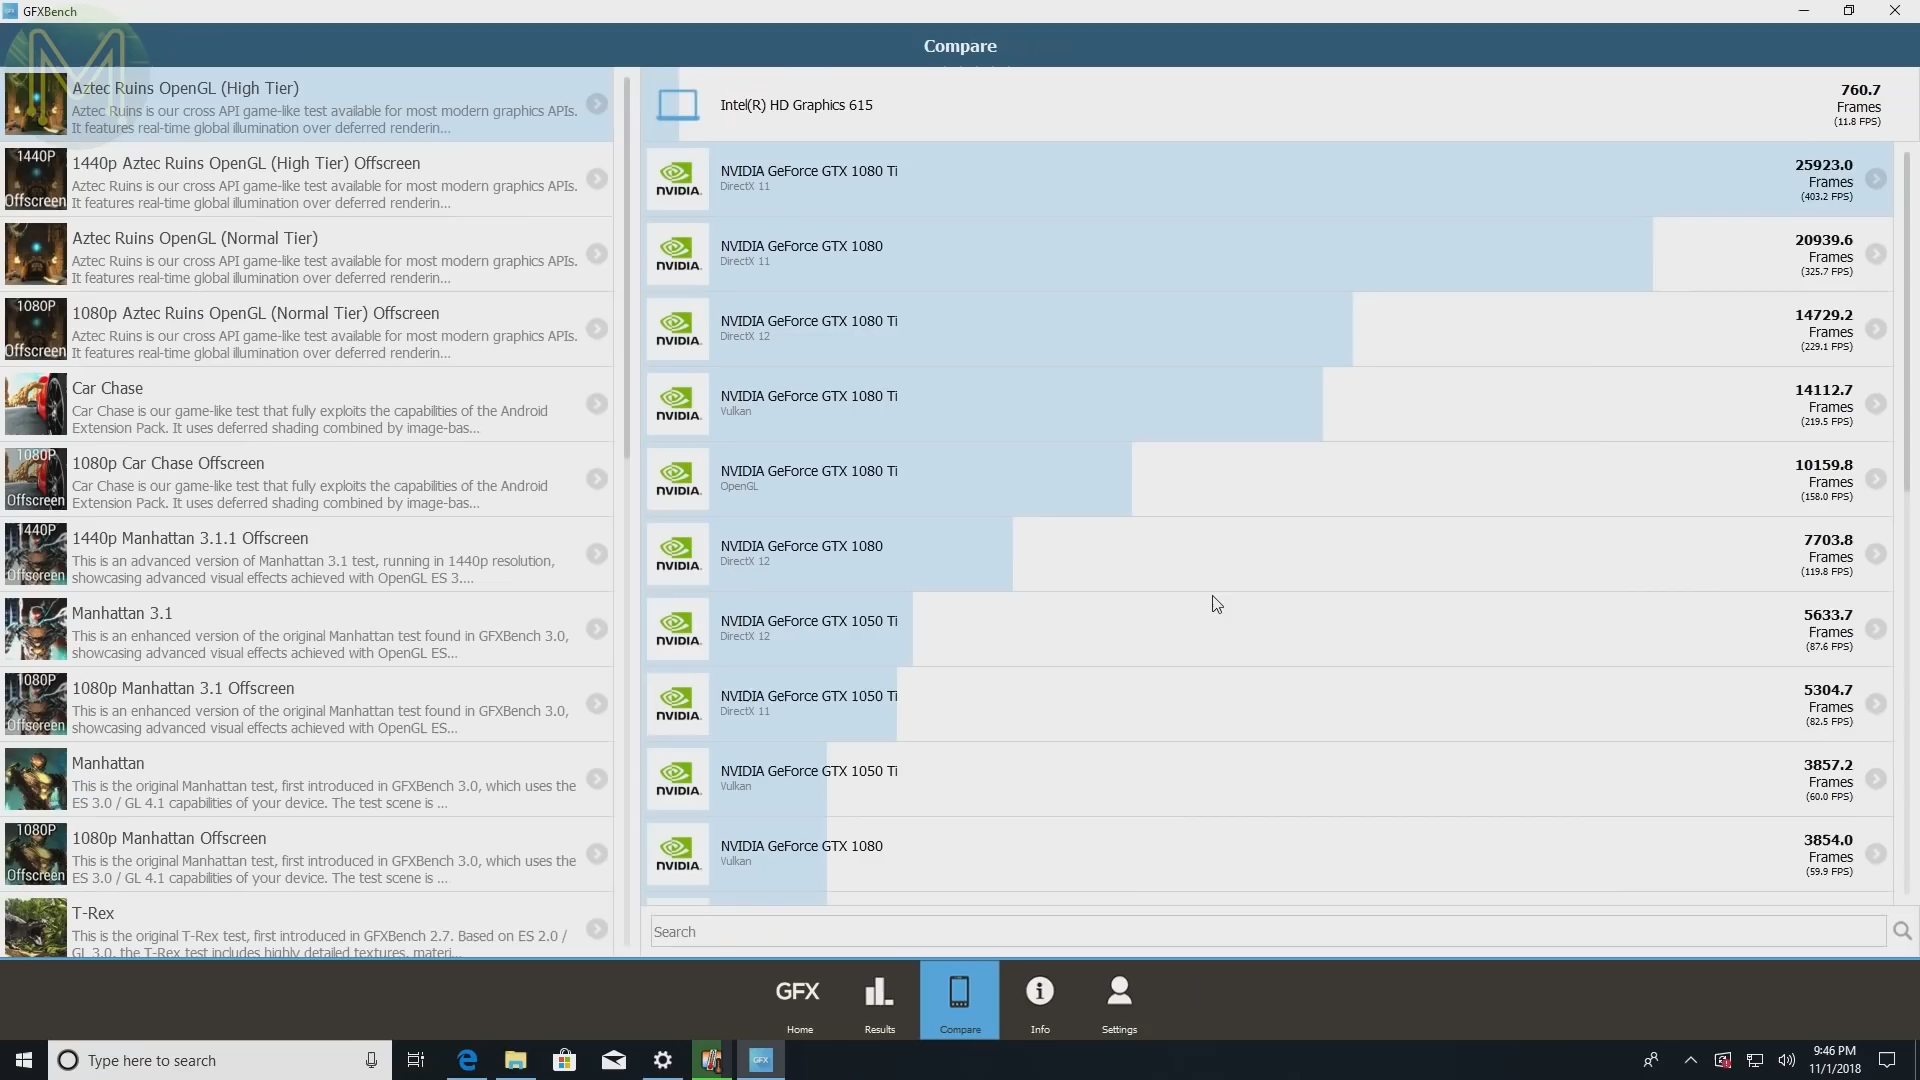 GFXBench
Compare
Aztec Ruins OpenGL (High Tier)
Aztec Ruins is our cross API game-like test available for most modern graphics APIs.
It features real-time global illumination over deferred renderin...
1440P
Offscreen
1440p Aztec Ruins OpenGL (High Tier) Offscreen
Aztec Ruins is our cross API game-like test available for most modern graphics APIs.
It features real-time global illumination over deferred renderin...
Aztec Ruins OpenGL (Normal Tier)
Aztec Ruins is our cross API game-like test available for most modern graphics APIs.
It features real-time global illumination over deferred renderin...
1080P
Offscreen
1080p Aztec Ruins OpenGL (Normal Tier) Offscreen
Aztec Ruins is our cross API game-like test available for most modern graphics APIs.
It features real-time global illumination over deferred renderin...
Car Chase
Car Chase is our game-like test that fully exploits the capabilities of the Android
Extension Pack. It uses deferred shading combined by image-bas...
1080P
Offscreen
1080p Car Chase Offscreen
Car Chase is our game-like test that fully exploits the capabilities of the Android
Extension Pack. It uses deferred shading combined by image-bas...
1440P
Offscreen
1440p Manhattan 3.1.1 Offscreen
This is an advanced version of Manhattan 3.1 test, running in 1440p resolution,
showcasing advanced visual effects achieved with OpenGL ES 3....
Manhattan 3.1
This is an enhanced version of the original Manhattan test found in GFXBench 3.0,
showcasing advanced visual effects achieved with OpenGL ES...
1080P
Offscreen
1080p Manhattan 3.1 Offscreen
This is an enhanced version of the original Manhattan test found in GFXBench 3.0,
showcasing advanced visual effects achieved with OpenGL ES...
Manhattan
This is the original Manhattan test, first introduced in GFXBench 3.0, which uses the
ES 3.0 / GL 4.1 capabilities of your device. The test scene is ...
1080P
Offscreen
1080p Manhattan Offscreen
This is the original Manhattan test, first introduced in GFXBench 3.0, which uses the
ES 3.0 / GL 4.1 capabilities of your device. The test scene is ...
T-Rex
This is the original T-Rex test, first introduced in GFXBench 2.7. Based on ES 2.0 /
GL 3.0, the T-Rex test includes highly detailed textures, materi...
Intel(R) HD Graphics 615
760.7
Frames
(11.8 FPS)
NVIDIA.
NVIDIA GeForce GTX 1080 Ti
DirectX 11
25923.0
Frames
(403.2 FPS)
NVIDIA.
NVIDIA GeForce GTX 1080
DirectX 11
20939.6
Frames
(325.7 FPS)
NVIDIA.
NVIDIA GeForce GTX 1080 Ti
DirectX 12
14729.2
Frames
(229.1 FPS)
NVIDIA.
NVIDIA GeForce GTX 1080 Ti
Vulkan
14112.7
Frames
(219.5 FPS)
NVIDIA.
NVIDIA GeForce GTX 1080 Ti
OpenGL
10159.8
Frames
(158.0 FPS)
NVIDIA.
NVIDIA GeForce GTX 1080
DirectX 12
7703.8
Frames
(119.8 FPS)
NVIDIA.
NVIDIA GeForce GTX 1050 Ti
DirectX 12
5633.7
Frames
(87.6 FPS)
NVIDIA.
NVIDIA GeForce GTX 1050 Ti
DirectX 11
5304.7
Frames
(82.5 FPS)
NVIDIA.
NVIDIA GeForce GTX 1050 Ti
Vulkan
3857.2
Frames
(60.0 FPS)
NVIDIA.
NVIDIA GeForce GTX 1080
Vulkan
3854.0
Frames
(59.9 FPS)
Search
GFX
Home
Results
Compare
Info
Settings
Type here to search
GFX
9:46 PM
11/1/2018